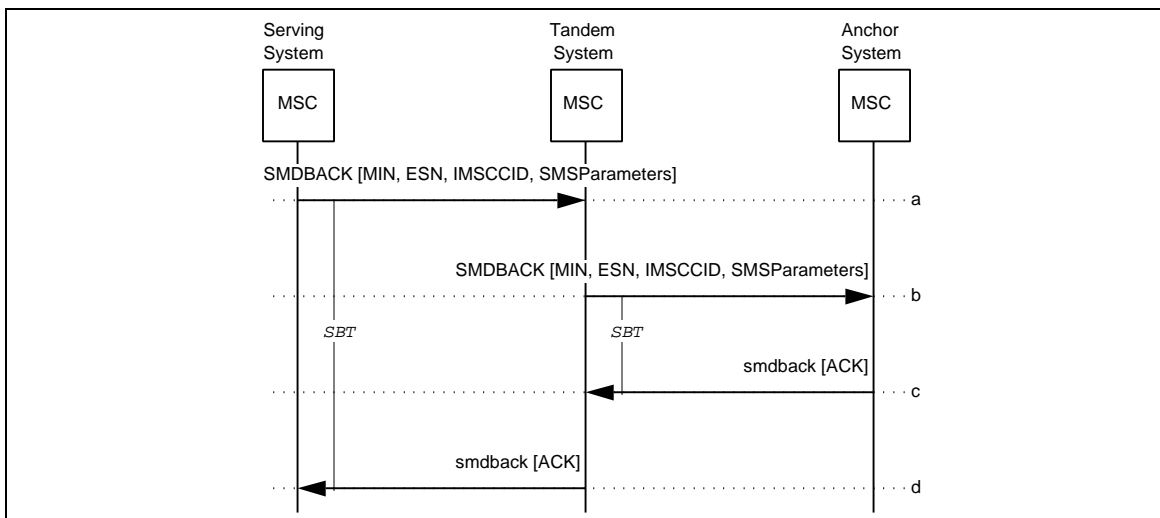 Serving
System
Tandem
System
Anchor
System
MSC
MSC
MSC
SMDBACK [MIN, ESN, IMSCCID, SMSParameters]
a
SMDBACK [MIN, ESN, IMSCCID, SMSParameters]
b
SBT
SBT
smdback [ACK]
c
smdback [ACK]
d